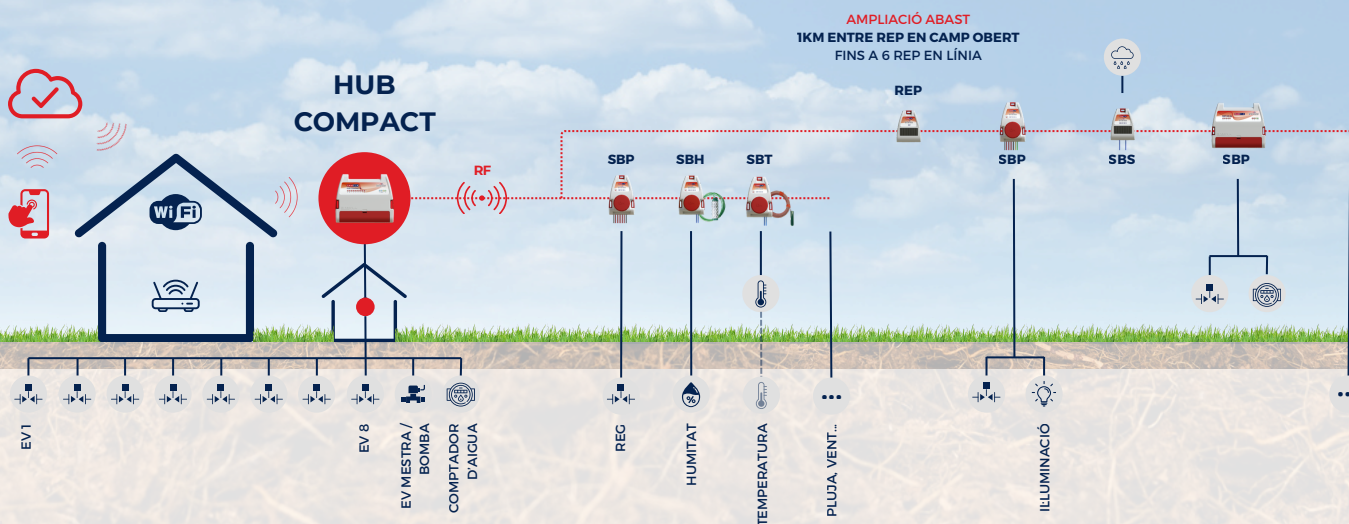 AMPLIACIÓ ABAST
1KM ENTRE REP EN CAMP OBERT
FINS A 6 REP EN LÍNIA
HUB
COMPACT
REP
RF
SBP
SBH
SBT
SBP
SBS
SBP
Wi Fi
EV 1
EV 8
EV MESTRA /
BOMBA
COMPTADOR
D'AIGUA
REG
%
HUMITAT
TEMPERATURA
PLUJA, VENT...
IL·LUMINACIÓ